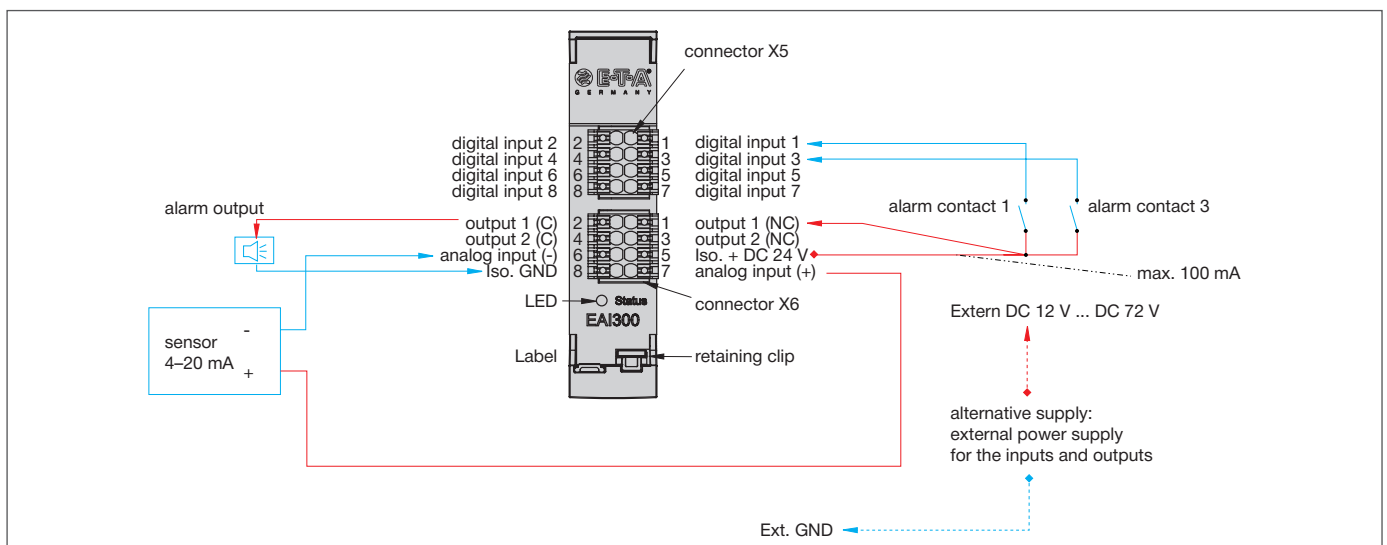 connector X5
E-T-A®
GERMANY
digital input 2 2 1 digital input 1
digital input 4 4 3 digital input 3
digital input 6 6 5 digital input 5
digital input 8 8 7 digital input 7
alarm contact 1
alarm contact 3
alarm output
output 1 (C) 2 1 output 1 (NC)
output 2 (C) 4 3 output 2 (NC)
analog input (-) 6 5 Iso. + DC 24 V
Iso. GND 8 7 analog input (+)
max. 100 mA
LED
Status
connector X6
EAI300
Extern DC 12 V ... DC 72 V
sensor
4–20 mA
-
+
Label
retaining clip
alternative supply:
external power supply
for the inputs and outputs
Ext. GND